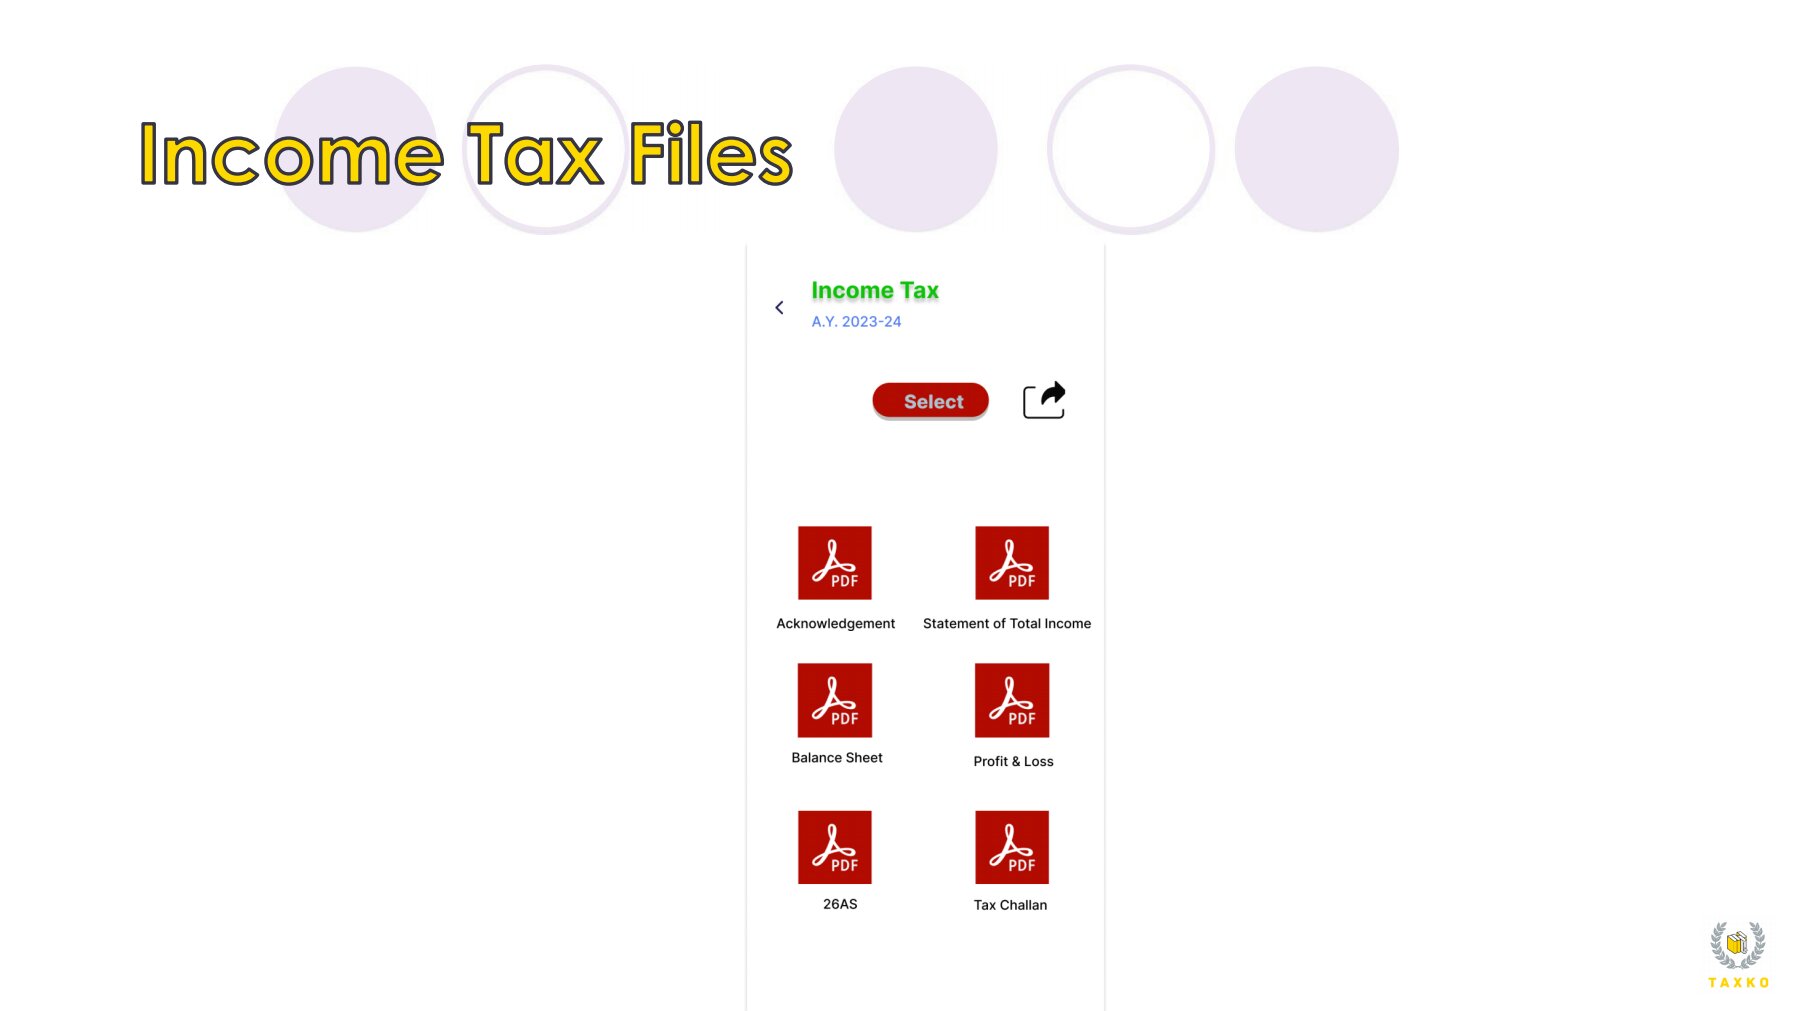 Income Tax Files
Income Tax
A.Y. 2023-24
Select
PDF
PDF
Acknowledgement
Statement of Total Income
PDF
PDF
Balance Sheet
Profit & Loss
PDF
PDF
26AS
Tax Challan
TAXKO